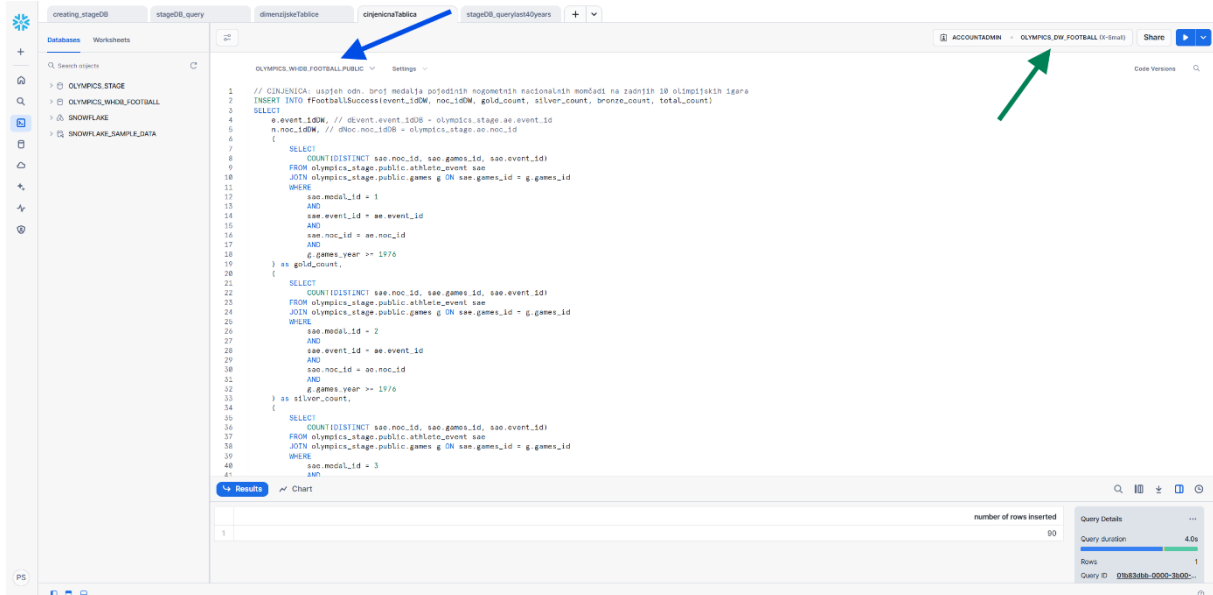 creating_stageDB
stageDB_query
dimenzijskeTablice
cinjenicnaTablica
stageDB_querylast40years
Databases
Worksheets
ACCOUNTADMIN
OLYMPICS_DW_FOOTBALL (X-Small)
Share
Search objects
OLYMPICS_WHDB_FOOTBALL.PUBLIC
Settings
Code Versions
OLYMPICS_STAGE
OLYMPICS_WHDB_FOOTBALL
SNOWFLAKE
SNOWFLAKE_SAMPLE_DATA
1 // CINJENICA: uspjeh odn. broj medalja pojedinih nogometnih nacionalnih momčadi na zadnjih 10 olimpijskih igara
2 INSERT INTO fFootballSuccess(event_idDW, noc_idDW, gold_count, silver_count, bronze_count, total_count)
3 SELECT
4 e.event_idDW, // dEvent.event_idDB = olympics_stage.ae.event_id
5 n.noc_idDW, // dNoc.noc_idDB = olympics_stage.ae.noc_id
6 (
7 SELECT
8 COUNT(DISTINCT sae.noc_id, sae.games_id, sae.event_id)
9 FROM olympics_stage.public.athlete_event sae
10 JOIN olympics_stage.public.games g ON sae.games_id = g.games_id
11 WHERE
12 sae.medal_id = 1
13 AND
14 sae.event_id = ae.event_id
15 AND
16 sae.noc_id = ae.noc_id
17 AND
18 g.games_year >= 1976
19 ) as gold_count,
20 (
21 SELECT
22 COUNT(DISTINCT sae.noc_id, sae.games_id, sae.event_id)
23 FROM olympics_stage.public.athlete_event sae
24 JOIN olympics_stage.public.games g ON sae.games_id = g.games_id
25 WHERE
26 sae.medal_id = 2
27 AND
28 sae.event_id = ae.event_id
29 AND
30 sae.noc_id = ae.noc_id
31 AND
32 g.games_year >= 1976
33 ) as silver_count,
34 (
35 SELECT
36 COUNT(DISTINCT sae.noc_id, sae.games_id, sae.event_id)
37 FROM olympics_stage.public.athlete_event sae
38 JOIN olympics_stage.public.games g ON sae.games_id = g.games_id
39 WHERE
40 sae.medal_id = 3
41 AND
Results
Chart
number of rows inserted
1 90
Query Details
...
Query duration 4.0s
Rows 1
Query ID 01b83dbb-0000-3b00-...
PS